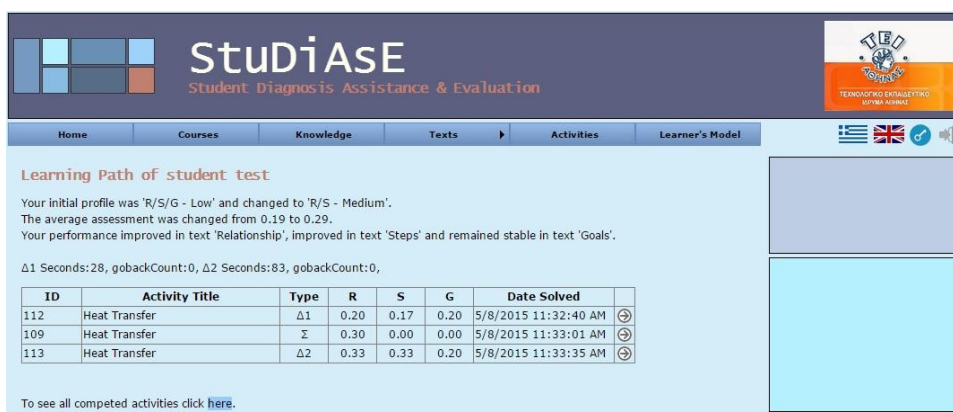 StuDiAsE
Student Diagnosis Assistance & Evaluation
ΤΕΙ
ΑΘΗΝΑΣ
ΤΕΧΝΟΛΟΓΙΚΟ ΕΚΠΑΙΔΕΥΤΙΚΟ
ΙΔΡΥΜΑ ΑΘΗΝΑΣ
Home Courses Knowledge Texts Activities Learner's Model
Learning Path of student test
Your initial profile was 'R/S/G - Low' and changed to 'R/S - Medium'.
The average assessment was changed from 0.19 to 0.29.
Your performance improved in text 'Relationship', improved in text 'Steps' and remained stable in text 'Goals'.
Δ1 Seconds:28, gobackCount:0, Δ2 Seconds:83, gobackCount:0,
ID Activity Title Type R S G Date Solved
112 Heat Transfer Δ1 0.20 0.17 0.20 5/8/2015 11:32:40 AM
109 Heat Transfer Σ 0.30 0.00 0.00 5/8/2015 11:33:01 AM
113 Heat Transfer Δ2 0.33 0.33 0.20 5/8/2015 11:33:35 AM
To see all competed activities click here.